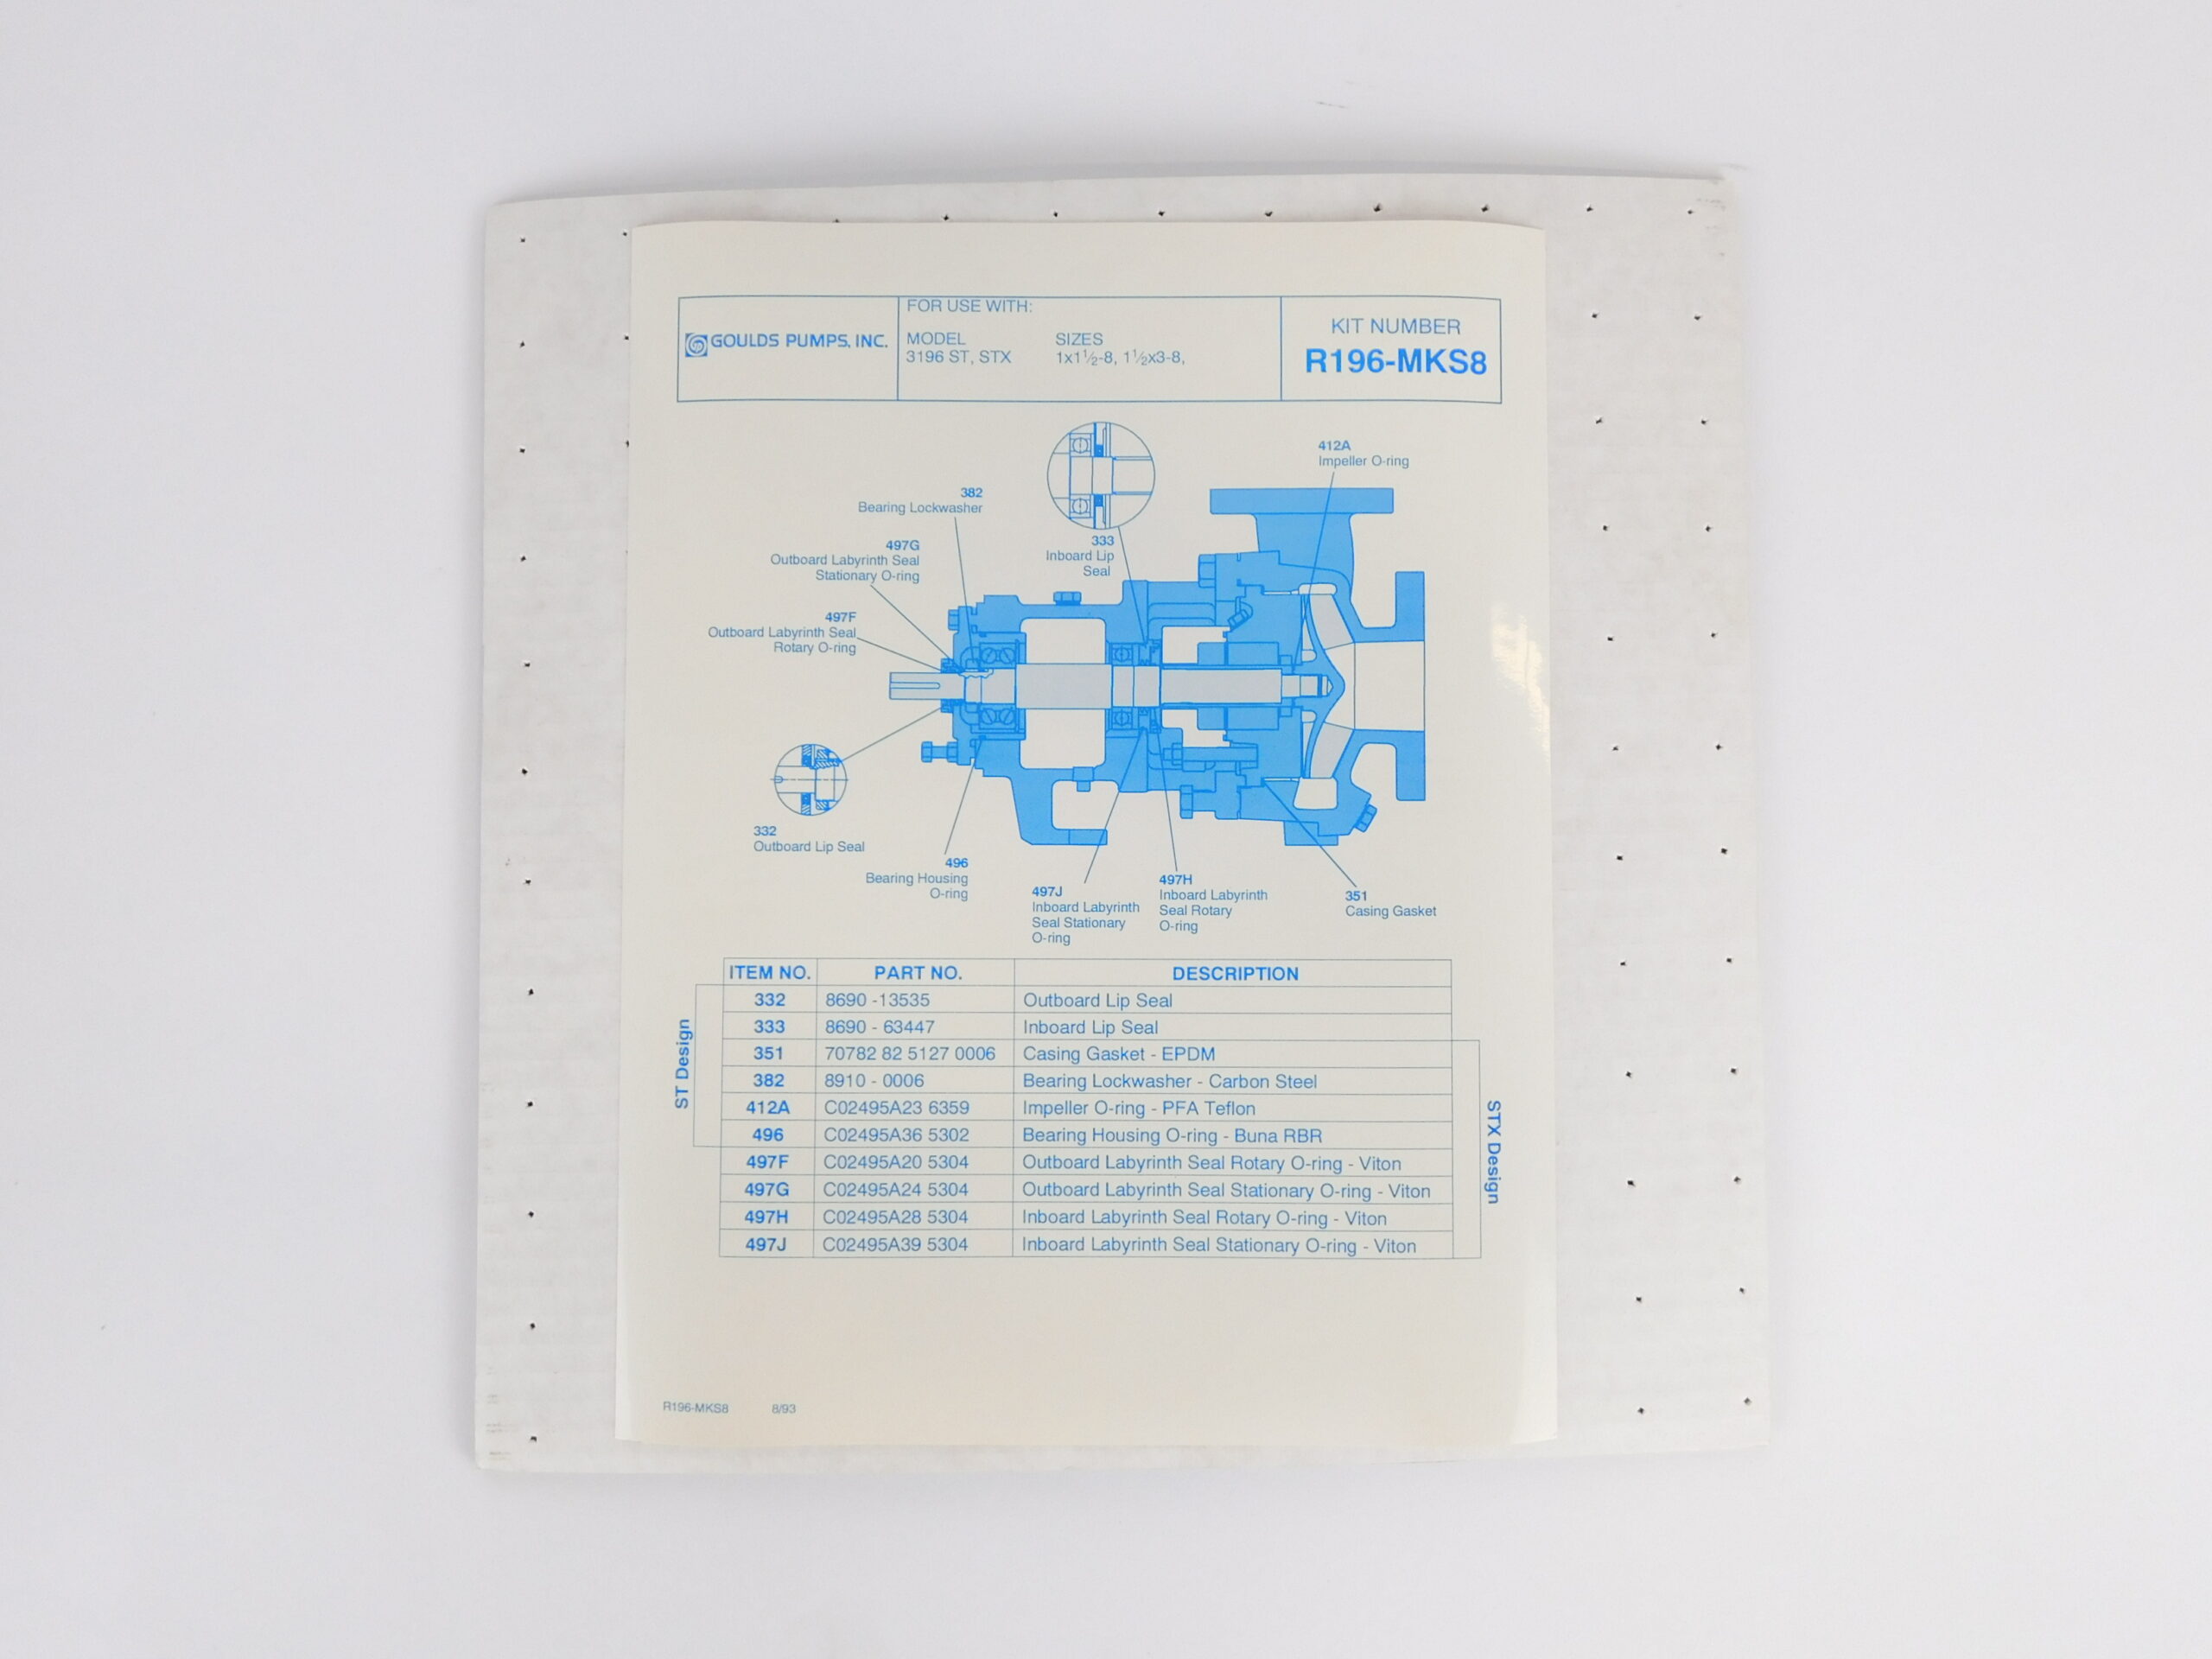 GOULDS PUMPS, INC.
FOR USE WITH:
MODEL SIZES
3196 ST, STX 1x1½-8, 1½x3-8,
KIT NUMBER
R196-MKS8
412A
Impeller O-ring
382
Bearing Lockwasher
333
Inboard Lip
Seal
497G
Outboard Labyrinth Seal
Stationary O-ring
497F
Outboard Labyrinth Seal
Rotary O-ring
332
Outboard Lip Seal
496
Bearing Housing
O-ring
497J
Inboard Labyrinth
Seal Stationary
O-ring
497H
Inboard Labyrinth
Seal Rotary
O-ring
351
Casing Gasket
ITEM NO. PART NO. DESCRIPTION
332 8690 -13535 Outboard Lip Seal
333 8690 - 63447 Inboard Lip Seal
351 70782 82 5127 0006 Casing Gasket - EPDM
382 8910 - 0006 Bearing Lockwasher - Carbon Steel
412A C02495A23 6359 Impeller O-ring - PFA Teflon
496 C02495A36 5302 Bearing Housing O-ring - Buna RBR
497F C02495A20 5304 Outboard Labyrinth Seal Rotary O-ring - Viton
497G C02495A24 5304 Outboard Labyrinth Seal Stationary O-ring - Viton
497H C02495A28 5304 Inboard Labyrinth Seal Rotary O-ring - Viton
497J C02495A39 5304 Inboard Labyrinth Seal Stationary O-ring - Viton
ST Design
STX Design
R196-MKS8 8/93